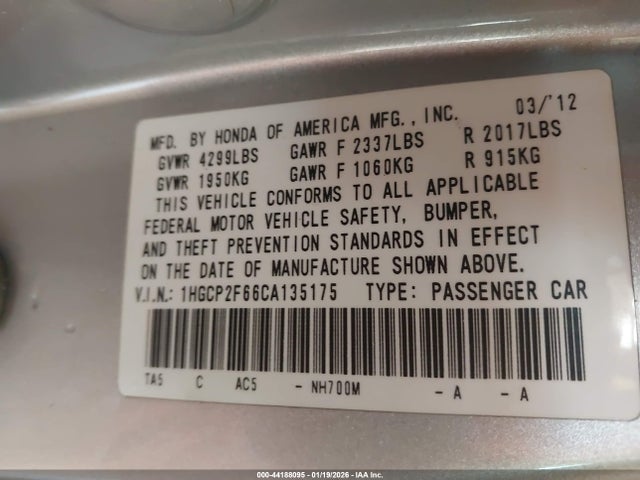 MFD. BY HONDA OF AMERICA MFG., INC. 03/'12
GVWR 4299LBS GAWR F 2337LBS R 2017LBS
GVWR 1950KG GAWR F 1060KG R 915KG
THIS VEHICLE CONFORMS TO ALL APPLICABLE
FEDERAL MOTOR VEHICLE SAFETY, BUMPER,
AND THEFT PREVENTION STANDARDS IN EFFECT
ON THE DATE OF MANUFACTURE SHOWN ABOVE.
V.I.N.: 1HGCP2F66CA135175 TYPE: PASSENGER CAR
TA5 C AC5 - NH700M - A - A
000-44188095 - 01/19/2026 - IAA Inc.